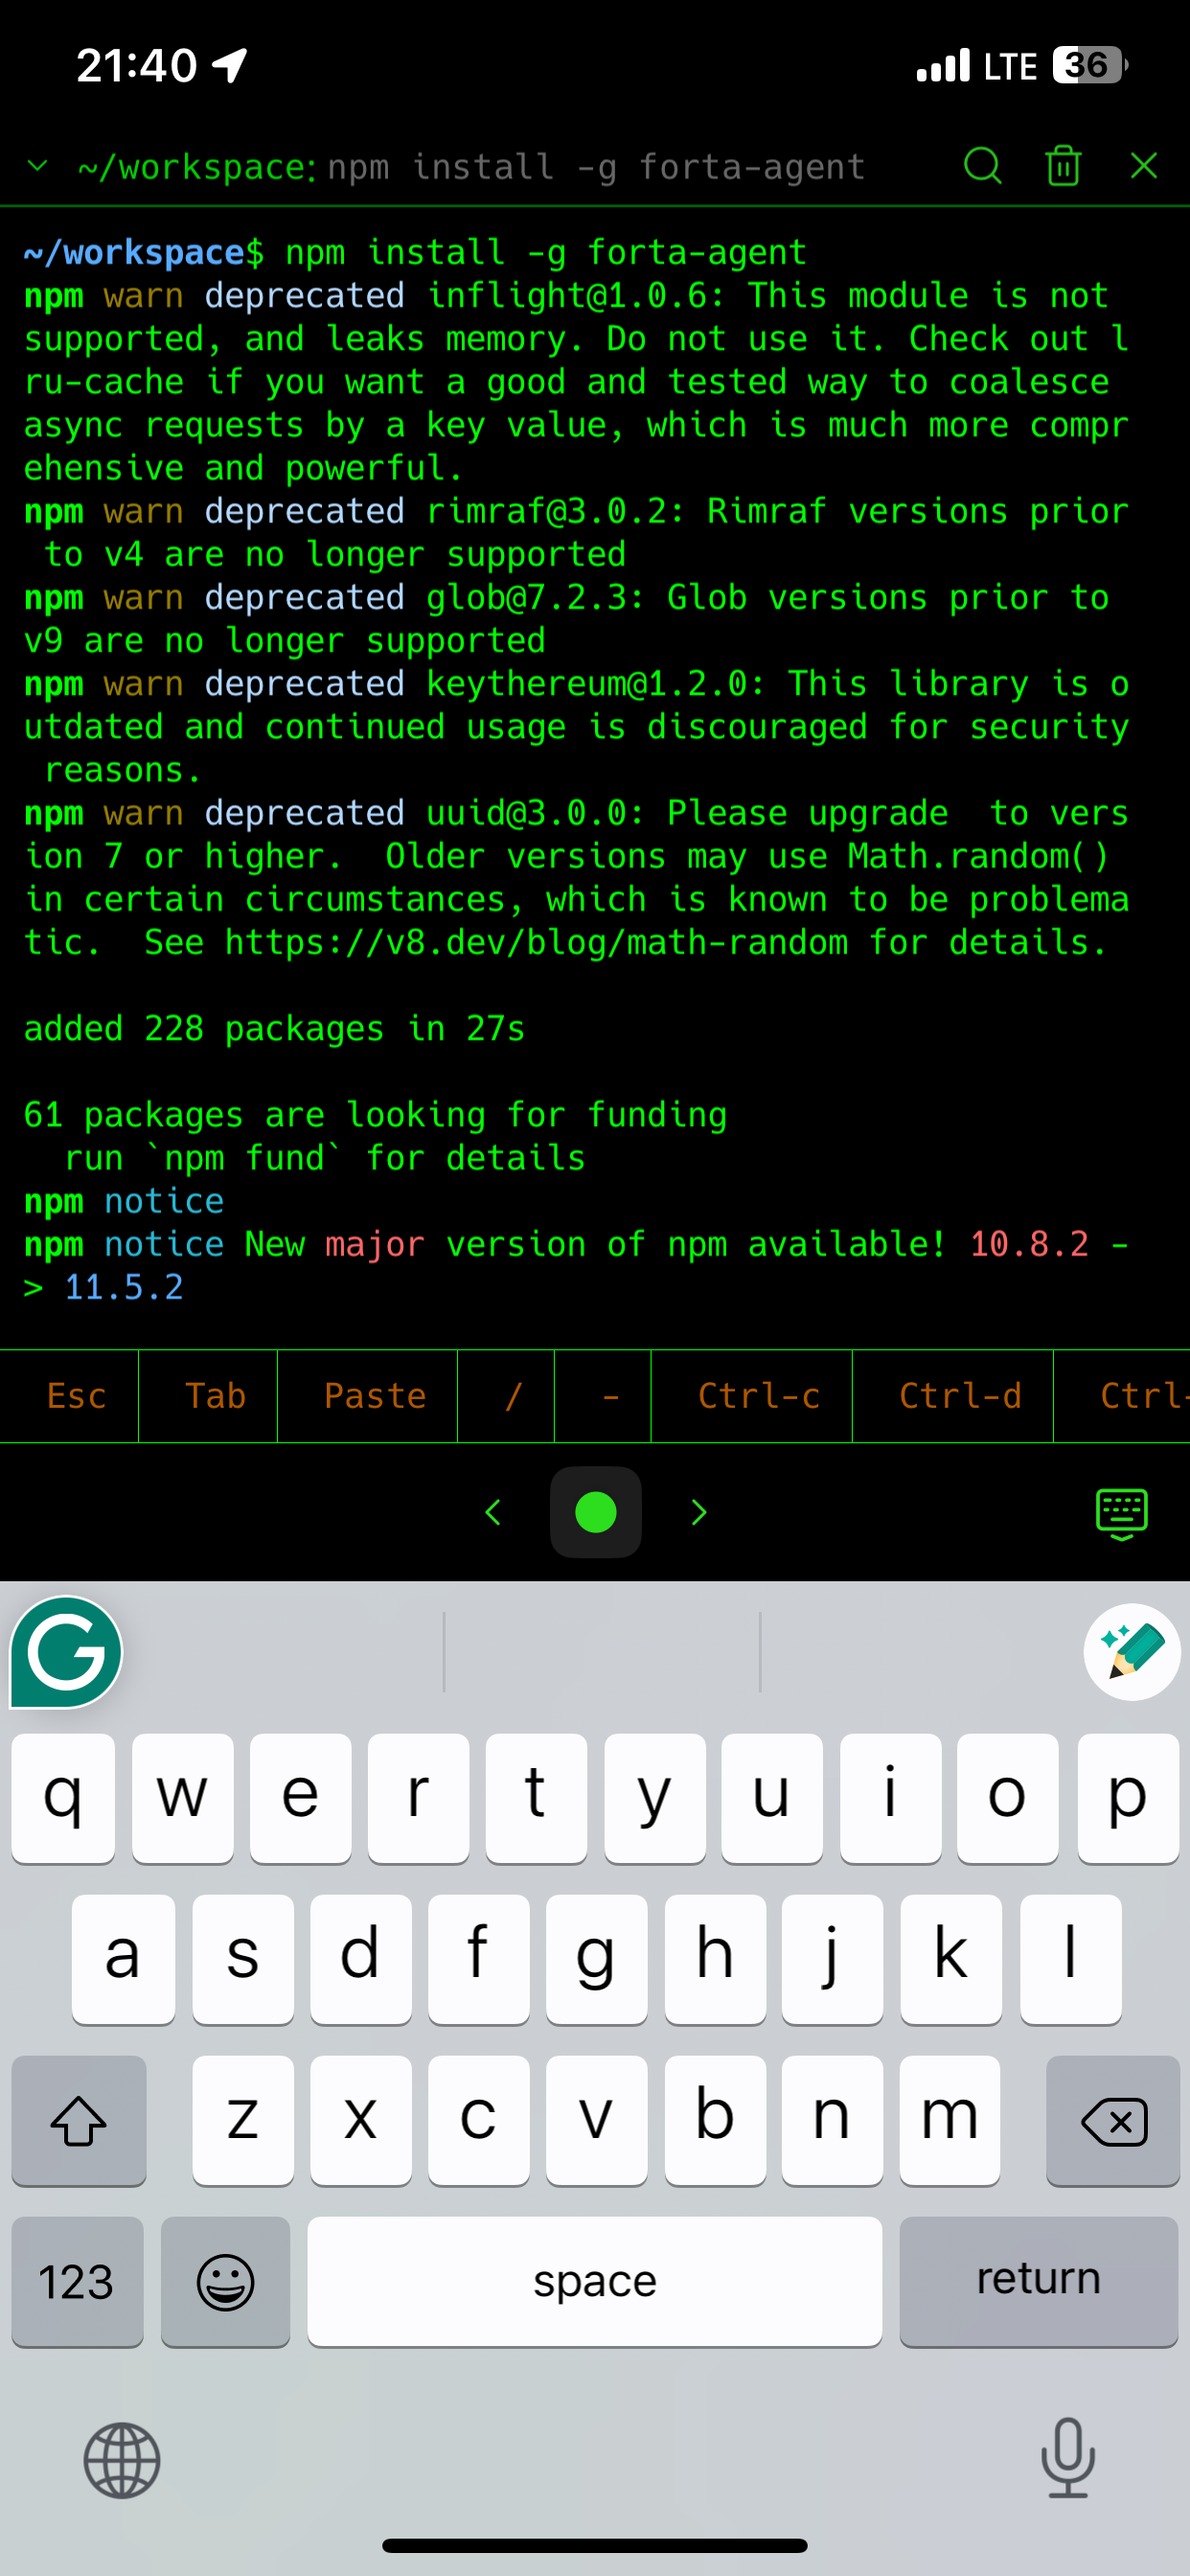 21:40 LTE 36
~/workspace: npm install -g forta-agent
~/workspace$ npm install -g forta-agent
npm warn deprecated inflight@1.0.6: This module is not
supported, and leaks memory. Do not use it. Check out l
ru-cache if you want a good and tested way to coalesce
async requests by a key value, which is much more compr
ehensive and powerful.
npm warn deprecated rimraf@3.0.2: Rimraf versions prior
 to v4 are no longer supported
npm warn deprecated glob@7.2.3: Glob versions prior to
v9 are no longer supported
npm warn deprecated keythereum@1.2.0: This library is o
utdated and continued usage is discouraged for security
 reasons.
npm warn deprecated uuid@3.0.0: Please upgrade  to vers
ion 7 or higher.  Older versions may use Math.random()
in certain circumstances, which is known to be problema
tic.  See https://v8.dev/blog/math-random for details.
added 228 packages in 27s
61 packages are looking for funding
  run `npm fund` for details
npm notice
npm notice New major version of npm available! 10.8.2 -
> 11.5.2
Esc Tab Paste / - Ctrl-c Ctrl-d Ctrl-
G
q w e r t y u i o p
a s d f g h j k l
z x c v b n m
123 space return